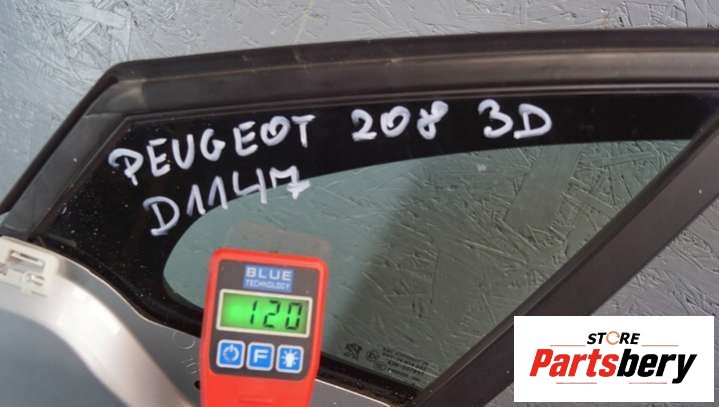 PEUGEOT 208 3D
D1147
BLUE
TECHNOLOGY
120
F
STORE
Partsbery